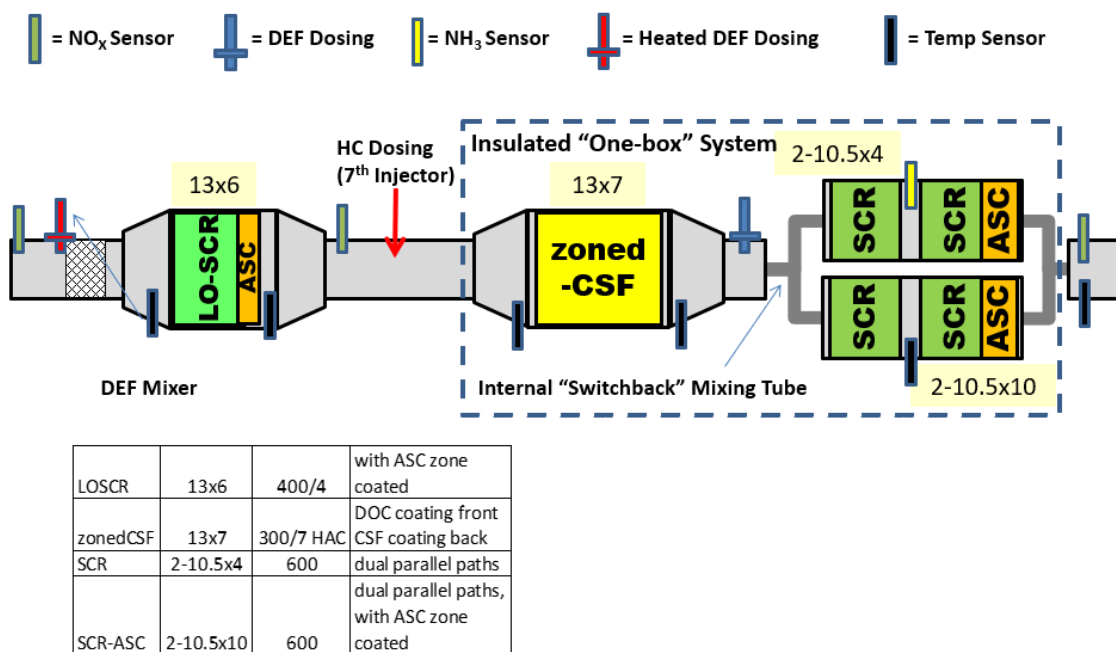 = NOX Sensor
= DEF Dosing
= NH3 Sensor
= Heated DEF Dosing
= Temp Sensor
HC Dosing
(7th Injector)
Insulated “One-box” System
2-10.5x4
13x6
13x7
LO-SCR
ASC
zoned
-CSF
SCR
SCR
ASC
SCR
SCR
ASC
DEF Mixer
Internal “Switchback” Mixing Tube
2-10.5x10
LOSCR 13x6 400/4 with ASC zone
coated
zonedCSF 13x7 300/7 HAC DOC coating front
CSF coating back
SCR 2-10.5x4 600 dual parallel paths
SCR-ASC 2-10.5x10 600 dual parallel paths,
with ASC zone
coated